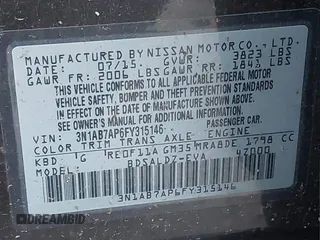 MANUFACTURED BY NISSAN MOTOR CO., LTD.
DATE: 07/15 GVWR: 3823 LBS
GAWR FR: 2006 LBS GAWR RR: 1843 LBS
THIS VEHICLE CONFORMS TO ALL APPLICABLE
FEDERAL MOTOR VEHICLE SAFETY, BUMPER,
AND THEFT PREVENTION STANDARDS IN
EFFECT ON THE DATE OF MANUFACTURE
SHOWN ABOVE. PASSENGER CAR
SEE OWNER'S MANUAL FOR
ADDITIONAL INFORMATION.
VIN: 3N1AB7AP6FY315146
COLOR TRIM TRANS AXLE ENGINE
KBD G RE0F11A GM35 MRA8DE 1798 CC
BDSALDZ-EVA 4Z000
3N1AB7AP6FY315146
DREAMBID